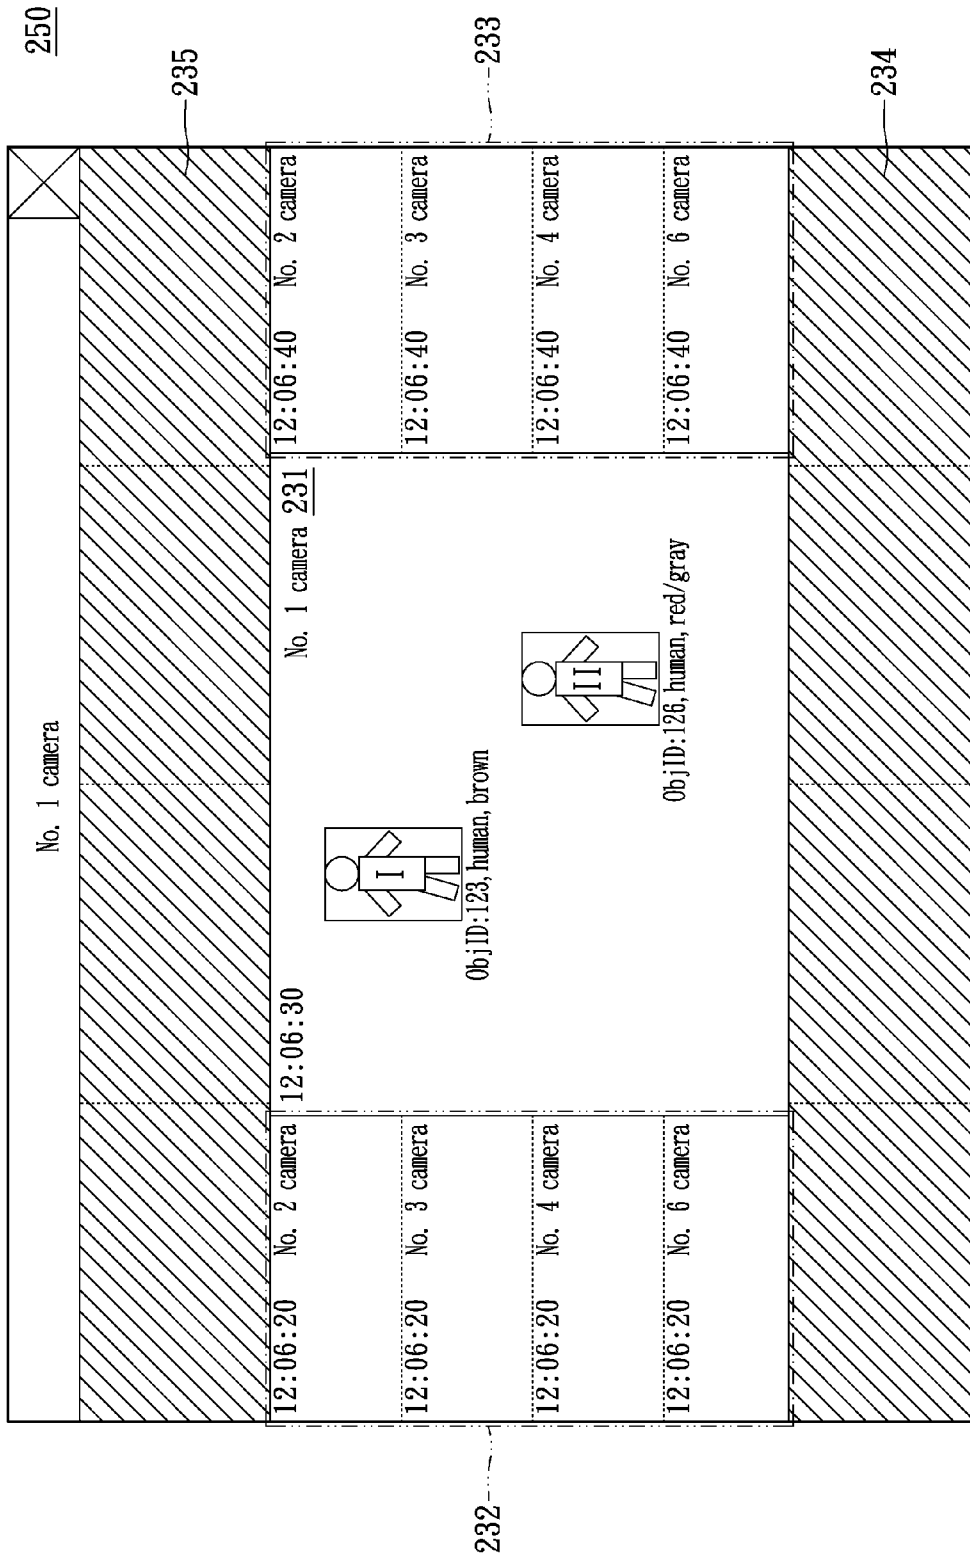 250
No. 1 camera
235
12:06:20 No. 2 camera
12:06:20 No. 3 camera
12:06:20 No. 4 camera
12:06:20 No. 6 camera
232
12:06:30
No. 1 camera 231
I
ObjID:123, human, brown
II
ObjID:126, human, red/gray
12:06:40 No. 2 camera
12:06:40 No. 3 camera
12:06:40 No. 4 camera
12:06:40 No. 6 camera
233
234